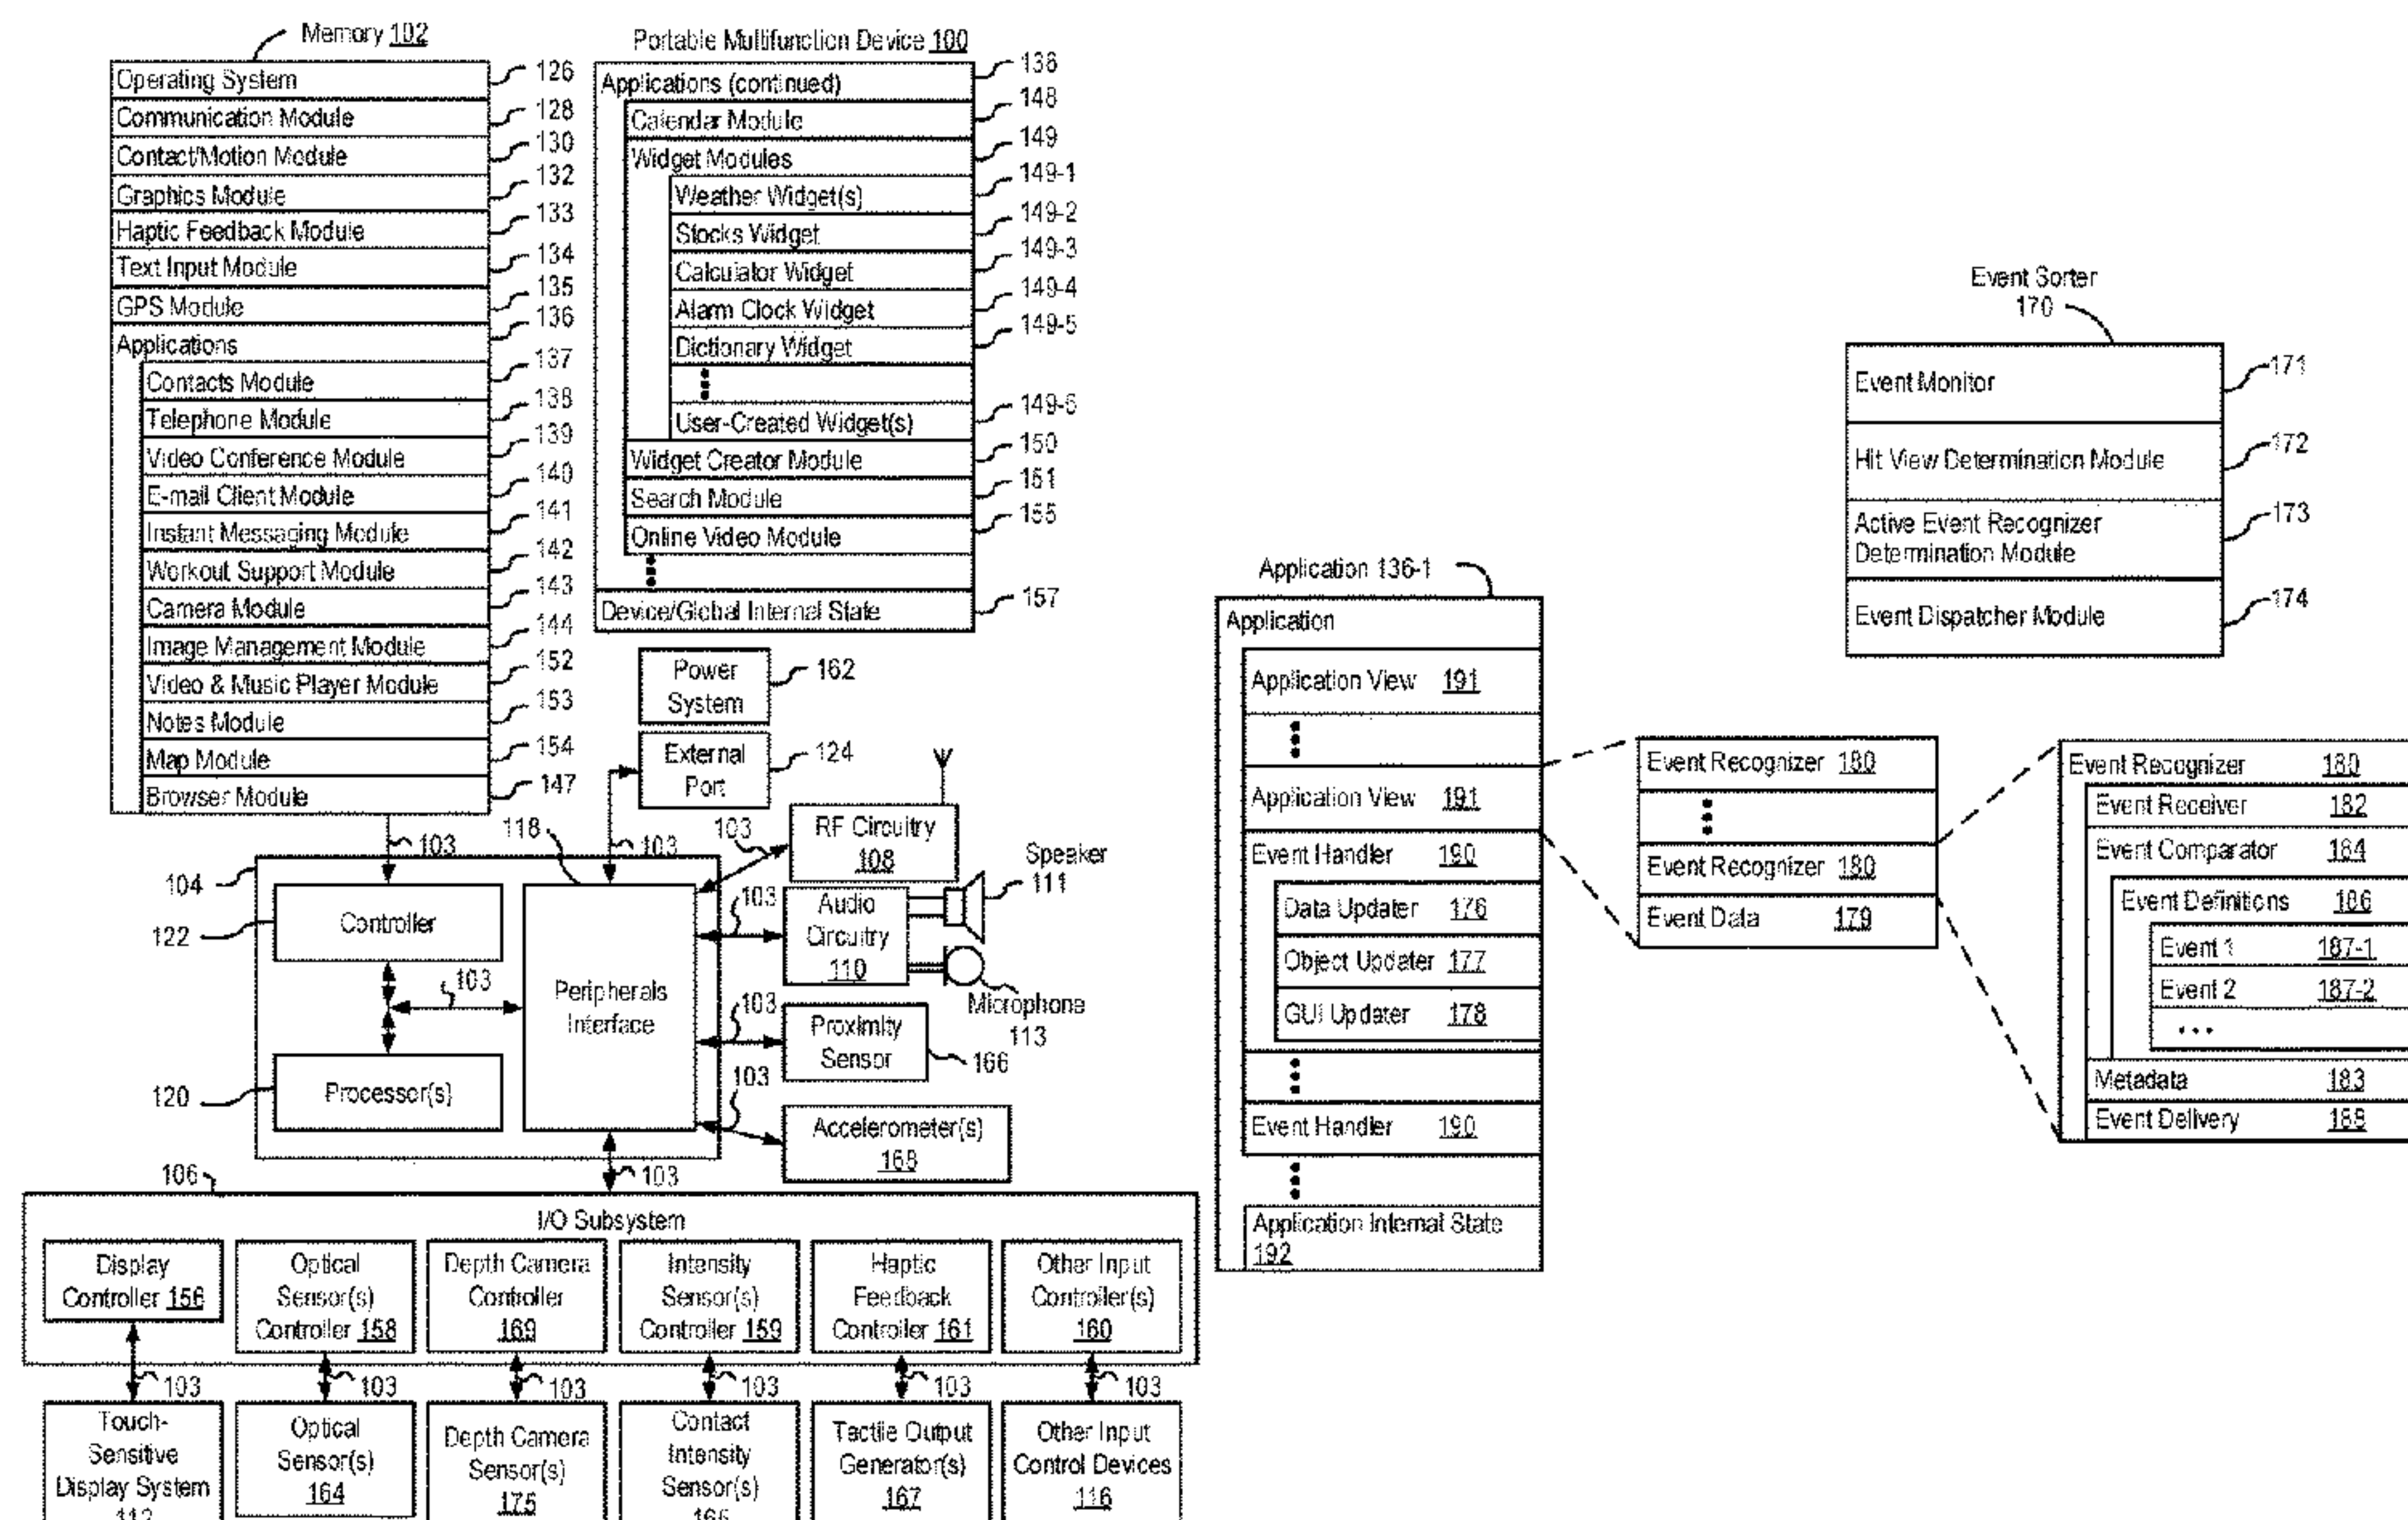 Memory 102
Operating System 126
Communication Module 128
Contact/Motion Module 130
Graphics Module 132
Haptic Feedback Module 133
Text Input Module 134
GPS Module 135
Applications 136
Contacts Module 137
Telephone Module 138
Video Conference Module 139
E-mail Client Module 140
Instant Messaging Module 141
Workout Support Module 142
Camera Module 143
Image Management Module 144
Video & Music Player Module 152
Notes Module 153
Map Module 154
Browser Module 147
Portable Multifunction Device 100
Applications (continued) 136
Calendar Module 148
Widget Modules 149
Weather Widget(s) 149-1
Stocks Widget 149-2
Calculator Widget 149-3
Alarm Clock Widget 149-4
Dictionary Widget 149-5
User-Created Widget(s) 149-6
Widget Creator Module 150
Search Module 151
Online Video Module 155
Device/Global Internal State 157
Power
System
162
External
Port
124
103
118
103
103
RF Circuitry
108
Speaker
111
104
122
Controller
103
Peripherals
Interface
103
Audio
Circuitry
110
Microphone
113
103
Proximity
Sensor
166
120
Processor(s)
103
Accelerometer(s)
168
103
106
I/O Subsystem
Display
Controller 156
Optical
Sensor(s)
Controller 158
Depth Camera
Controller
169
Intensity
Sensor(s)
Controller 159
Haptic
Feedback
Controller 161
Other Input
Controller(s)
160
103
103
103
103
103
103
Touch-
Sensitive
Display System
112
Optical
Sensor(s)
164
Depth Camera
Sensor(s)
175
Contact
Intensity
Sensor(s)
165
Tactile Output
Generator(s)
167
Other Input
Control Devices
116
Application 136-1
Application
Application View 191
Application View 191
Event Handler 190
Data Updater 176
Object Updater 177
GUI Updater 178
Event Handler 190
Application Internal State
192
Event Sorter
170
Event Monitor 171
Hit View Determination Module 172
Active Event Recognizer
Determination Module
173
Event Dispatcher Module 174
Event Recognizer 180
Event Recognizer 180
Event Data 179
Event Recognizer 180
Event Receiver 182
Event Comparator 184
Event Definitions 186
Event 1 187-1
Event 2 187-2
...
Metadata 183
Event Delivery 188